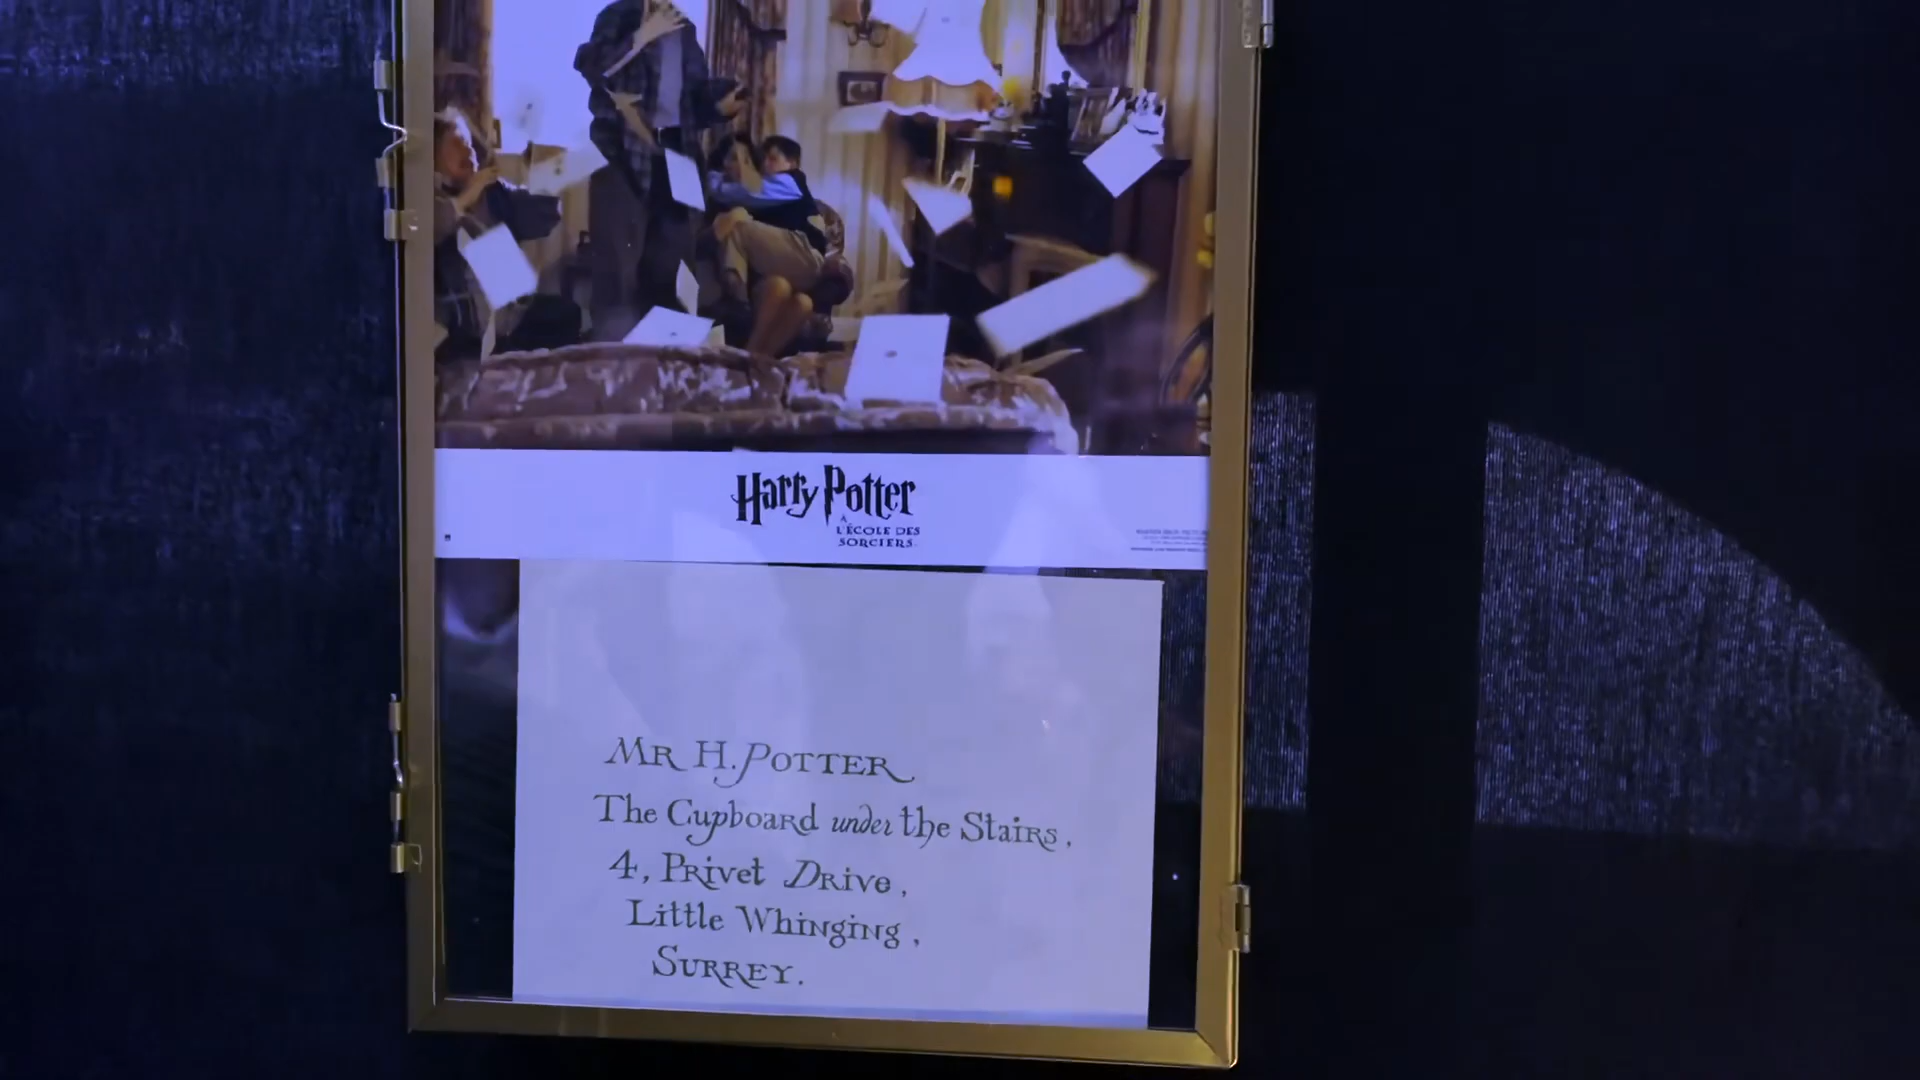 Harry Potter
À
L'ÉCOLE DES
SORCIERS
MR H. POTTER
The Cupboard under the Stairs,
4, Privet Drive,
Little Whinging,
SURREY.